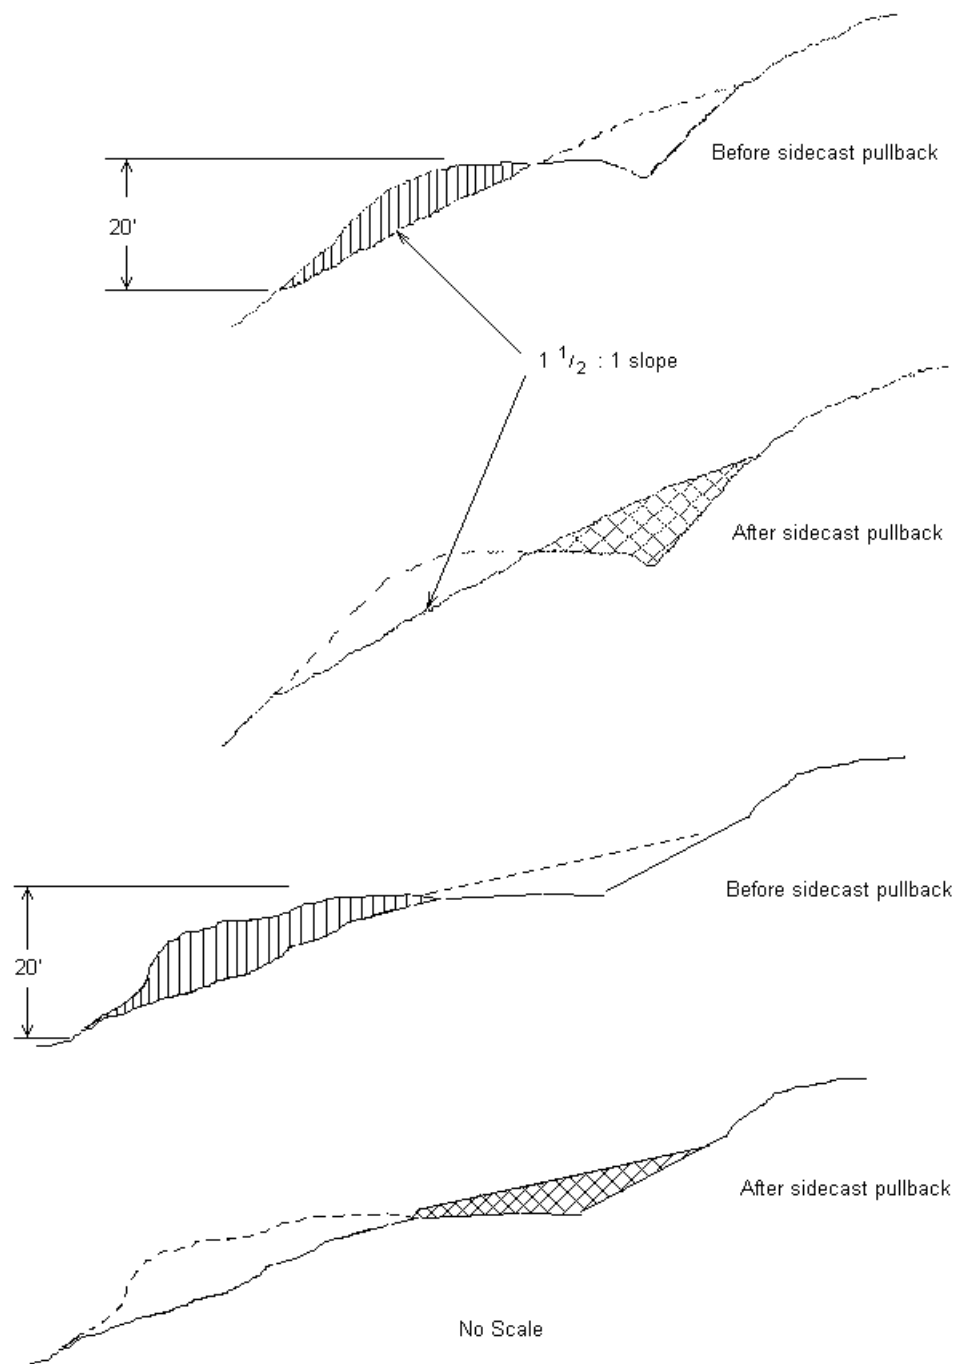 Before sidecast pullback
20'
1 1/2 : 1 slope
After sidecast pullback
Before sidecast pullback
20'
After sidecast pullback
No Scale